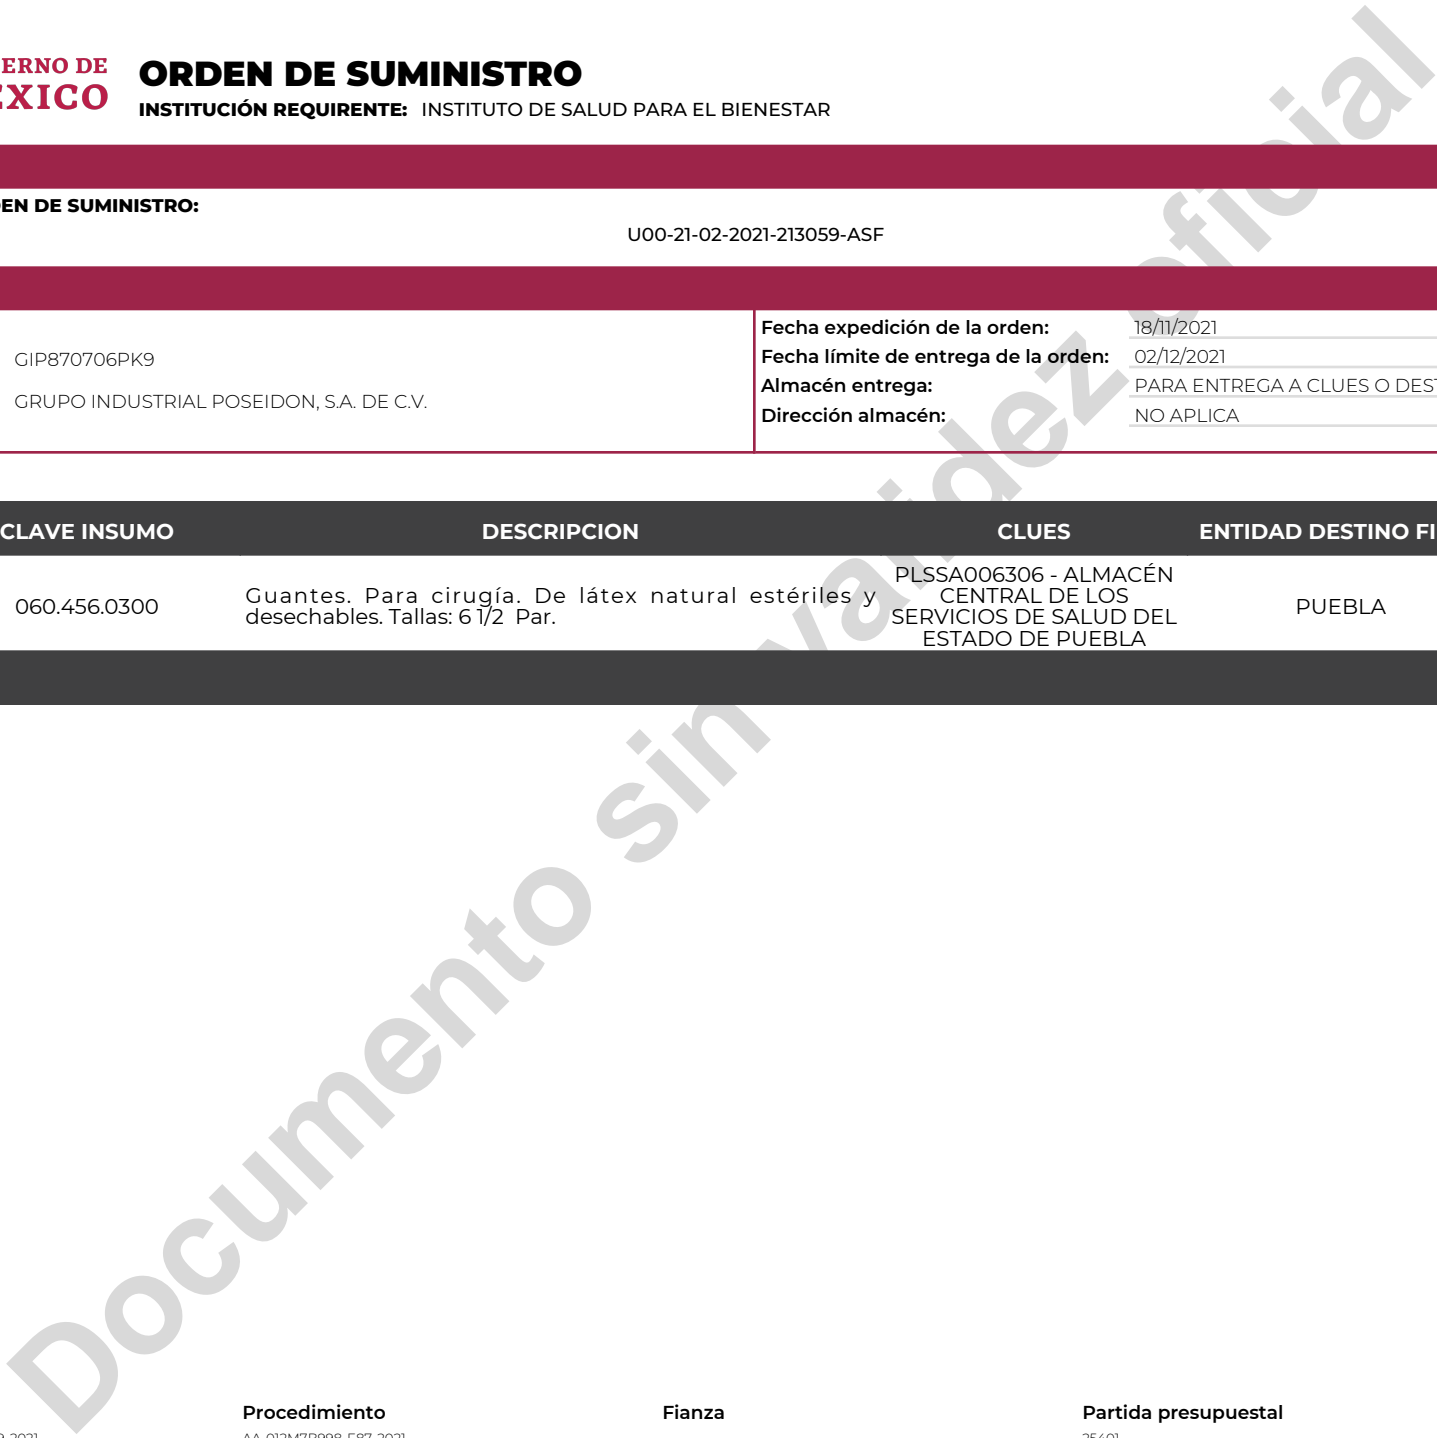 ERNO DE
ÉXICO
ORDEN DE SUMINISTRO
INSTITUCIÓN REQUIRENTE: INSTITUTO DE SALUD PARA EL BIENESTAR
EN DE SUMINISTRO:
U00-21-02-2021-213059-ASF
GIP870706PK9
GRUPO INDUSTRIAL POSEIDON, S.A. DE C.V.
Fecha expedición de la orden: 18/11/2021
Fecha límite de entrega de la orden: 02/12/2021
Almacén entrega: PARA ENTREGA A CLUES O DEST
Dirección almacén: NO APLICA
CLAVE INSUMO DESCRIPCION CLUES ENTIDAD DESTINO FI
060.456.0300
Guantes. Para cirugía. De látex natural estériles y
desechables. Tallas: 6 1/2 Par.
PLSSA006306 - ALMACÉN
CENTRAL DE LOS
SERVICIOS DE SALUD DEL
ESTADO DE PUEBLA
PUEBLA
Documento sin validez oficial
Procedimiento Fianza Partida presupuestal